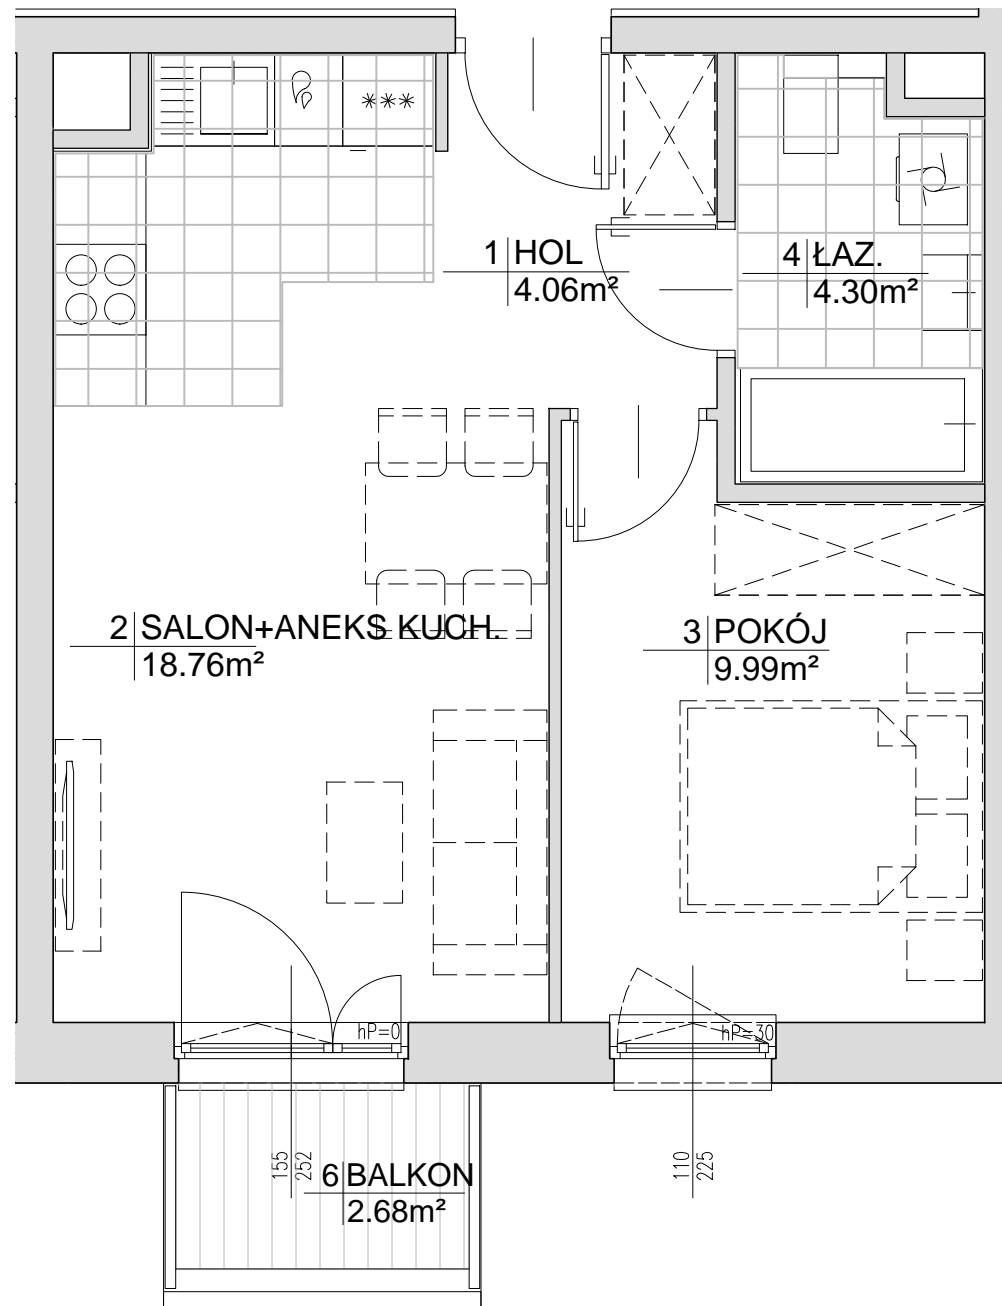 ***
1 HOL
4.06m²
4 ŁAZ.
4.30m²
2 SALON+ANEKS KUCH.
18.76m²
3 POKÓJ
9.99m²
hP=0
hP=30
155
252
110
225
6 BALKON
2.68m²